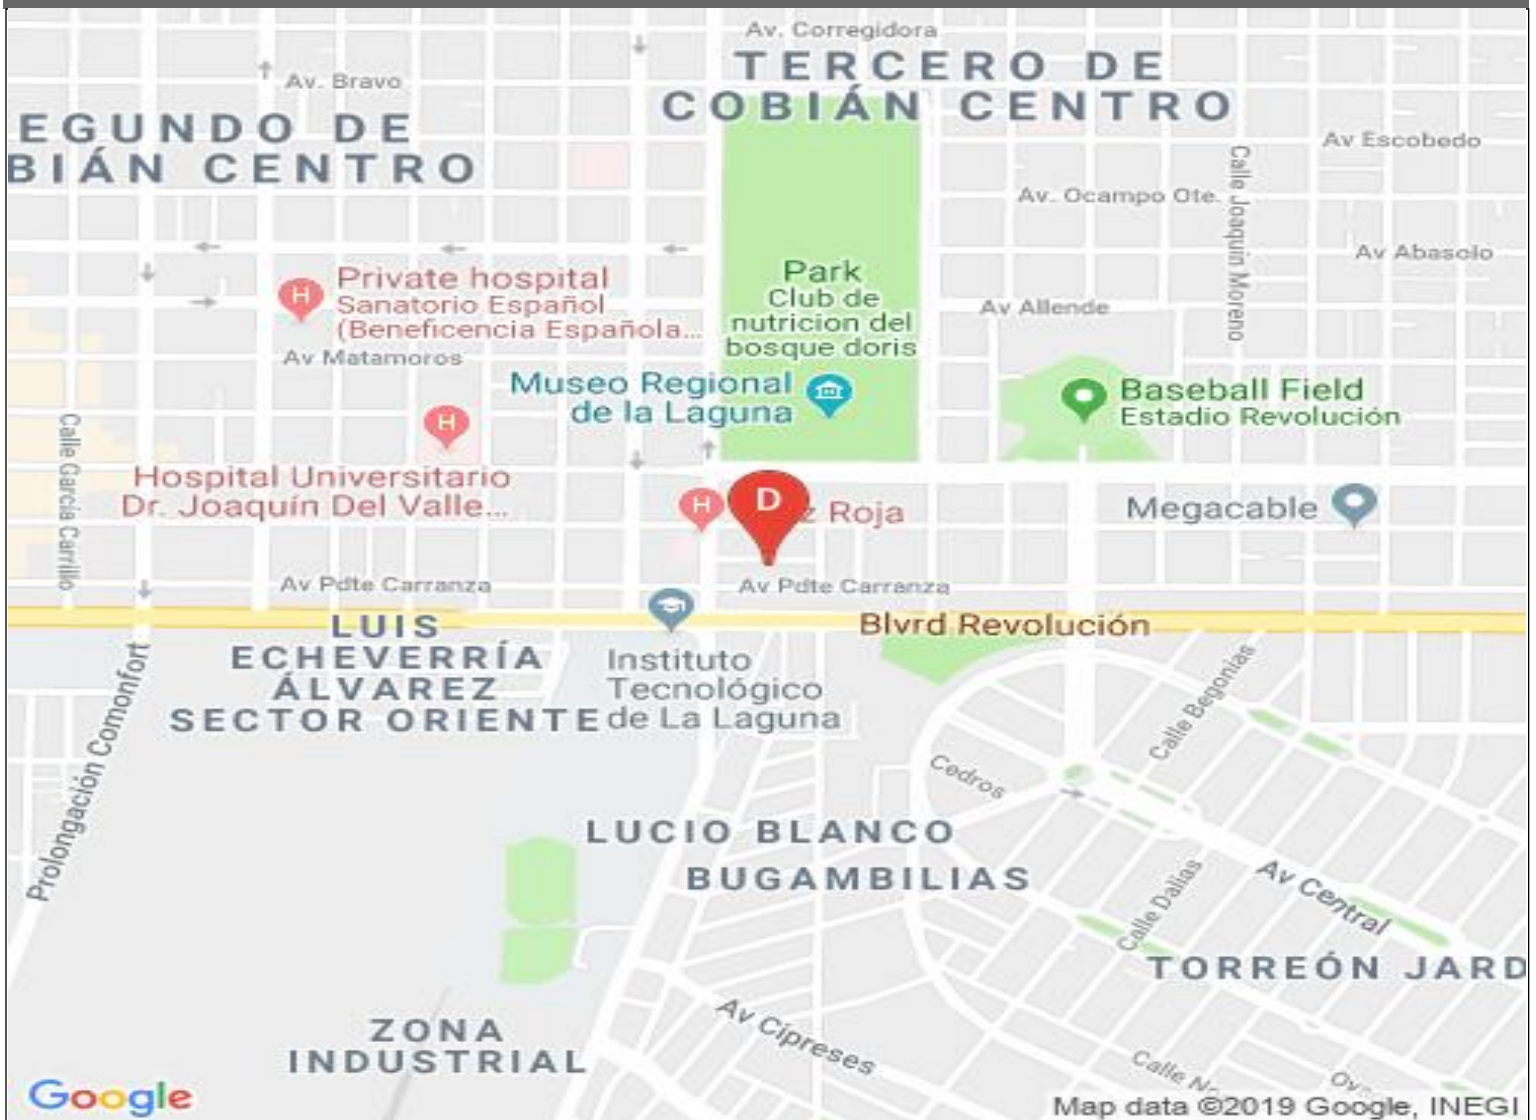 Av. Corregidora
TERCERO DE
COBIÁN CENTRO
Av. Bravo
EGUNDO DE
BIÁN CENTRO
Av Escobedo
Calle Joaquin Moreno
Av. Ocampo Ote.
Av Abasolo
Private hospital
Sanatorio Español
(Beneficencia Española...
Park
Club de
nutricion del
bosque doris
Av Allende
Av Matamoros
Museo Regional
de la Laguna
Baseball Field
Estadio Revolución
Calle García Carrillo
H
H
Hospital Universitario
Dr. Joaquín Del Valle...
H
D
z Roja
Megacable
Av Pdte Carranza
Av Pdte Carranza
Blvrd Revolución
LUIS
ECHEVERRÍA
ÁLVAREZ
SECTOR ORIENTE
Instituto
Tecnológico
de La Laguna
Prolongación Comonfort
Calle Begonias
Cedros
LUCIO BLANCO
BUGAMBILIAS
Calle Dalias
Av Central
TORREÓN JARD
Av Cipreses
ZONA
INDUSTRIAL
Calle
Google
Map data ©2019 Google, INEGI